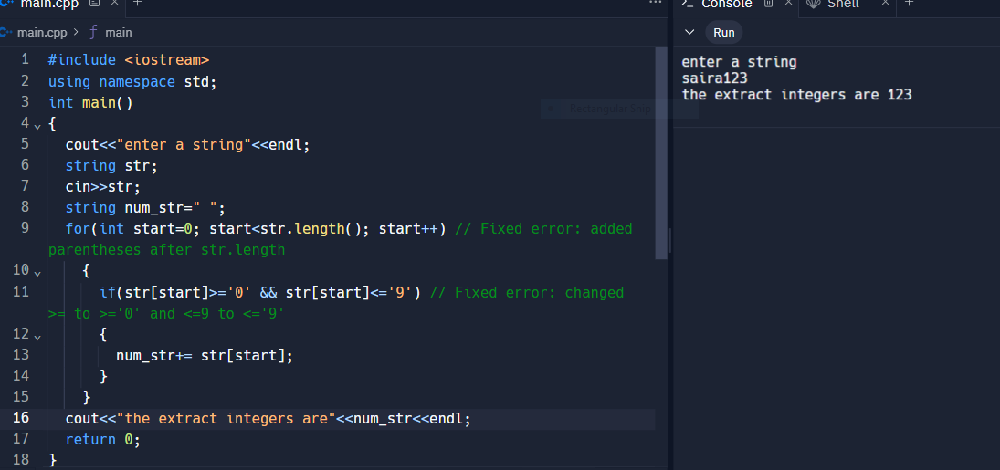 main.cpp
Console
Shell
main.cpp > main
Run
1 #include <iostream>
2 using namespace std;
3 int main()
4 {
5 cout<<"enter a string"<<endl;
6 string str;
7 cin>>str;
8 string num_str=" ";
9 for(int start=0; start<str.length(); start++) // Fixed error: added
parentheses after str.length
10 {
11 if(str[start]>='0' && str[start]<='9') // Fixed error: changed
>= to >='0' and <=9 to <='9'
12 {
13 num_str+= str[start];
14 }
15 }
16 cout<<"the extract integers are"<<num_str<<endl;
17 return 0;
18 }
enter a string
saira123
the extract integers are 123
Rectangular Snip